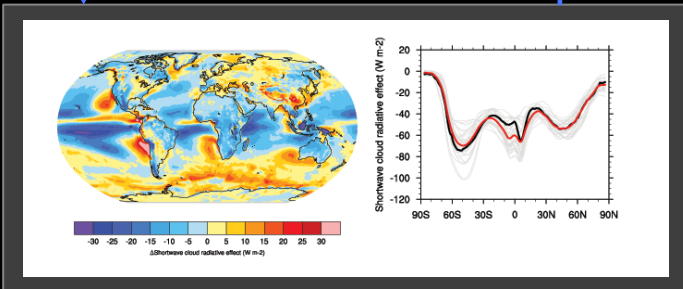 -30 -25 -20 -15 -10 -5 0 5 10 15 20 25 30
ΔShortwave cloud radiative effect (W m-2)
Shortwave cloud radiative effect (W m-2)
20
0
-20
-40
-60
-80
-100
-120
90S 60S 30S 0 30N 60N 90N